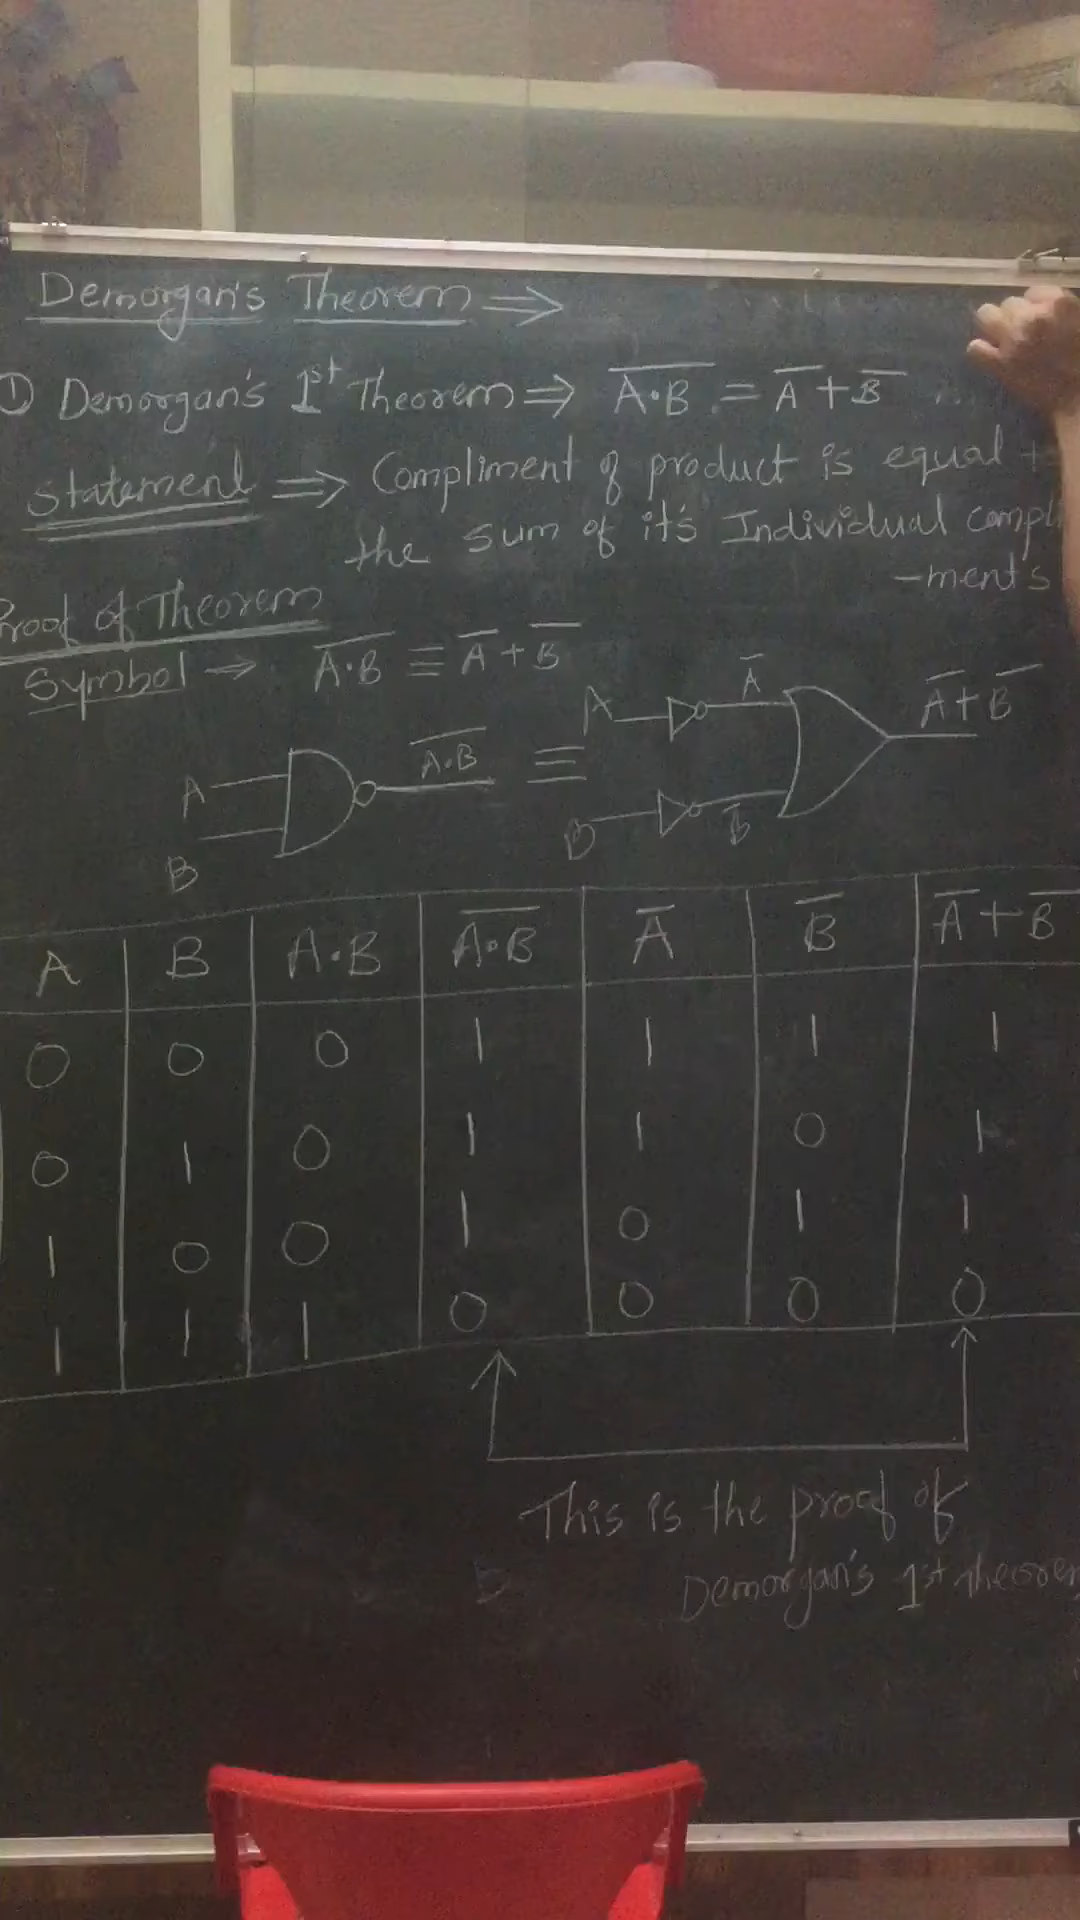 Demorgan's Theorem ⇒
① Demorgan's 1st Theorem ⇒ A̅·̅B̅ = A̅ + B̅
Statement ⇒ Compliment of product is equal
the sum of it's Individual compli
-ment's
Proof of Theorem
Symbol → A̅·̅B̅ ≡ A̅ + B̅
A B A̅·̅B̅ ≡ A A̅ B B̅ A̅ + B̅
A B A·B A̅·̅B̅ A̅ B̅ A̅ + B̅
0 0 0 1 1 1 1
0 1 0 1 1 0 1
1 0 0 1 0 1 1
1 1 1 0 0 0 0
This is the proof of
Demorgan's 1st theorem